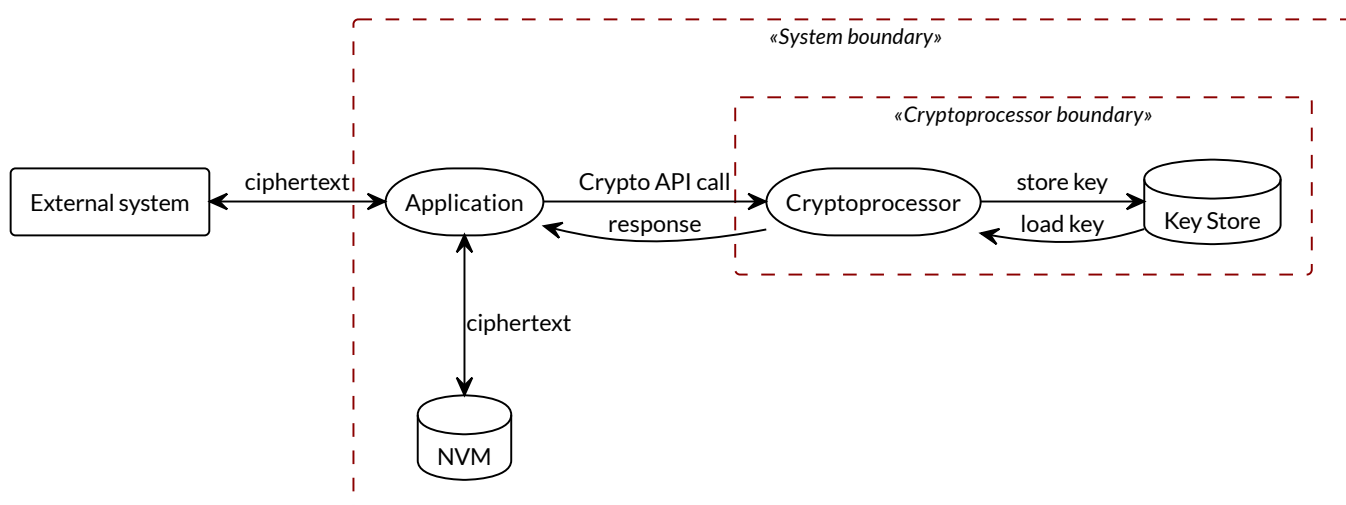 «System boundary»
«Cryptoprocessor boundary»
External system
ciphertext
Application
Crypto API call
response
Cryptoprocessor
store key
load key
Key Store
ciphertext
NVM